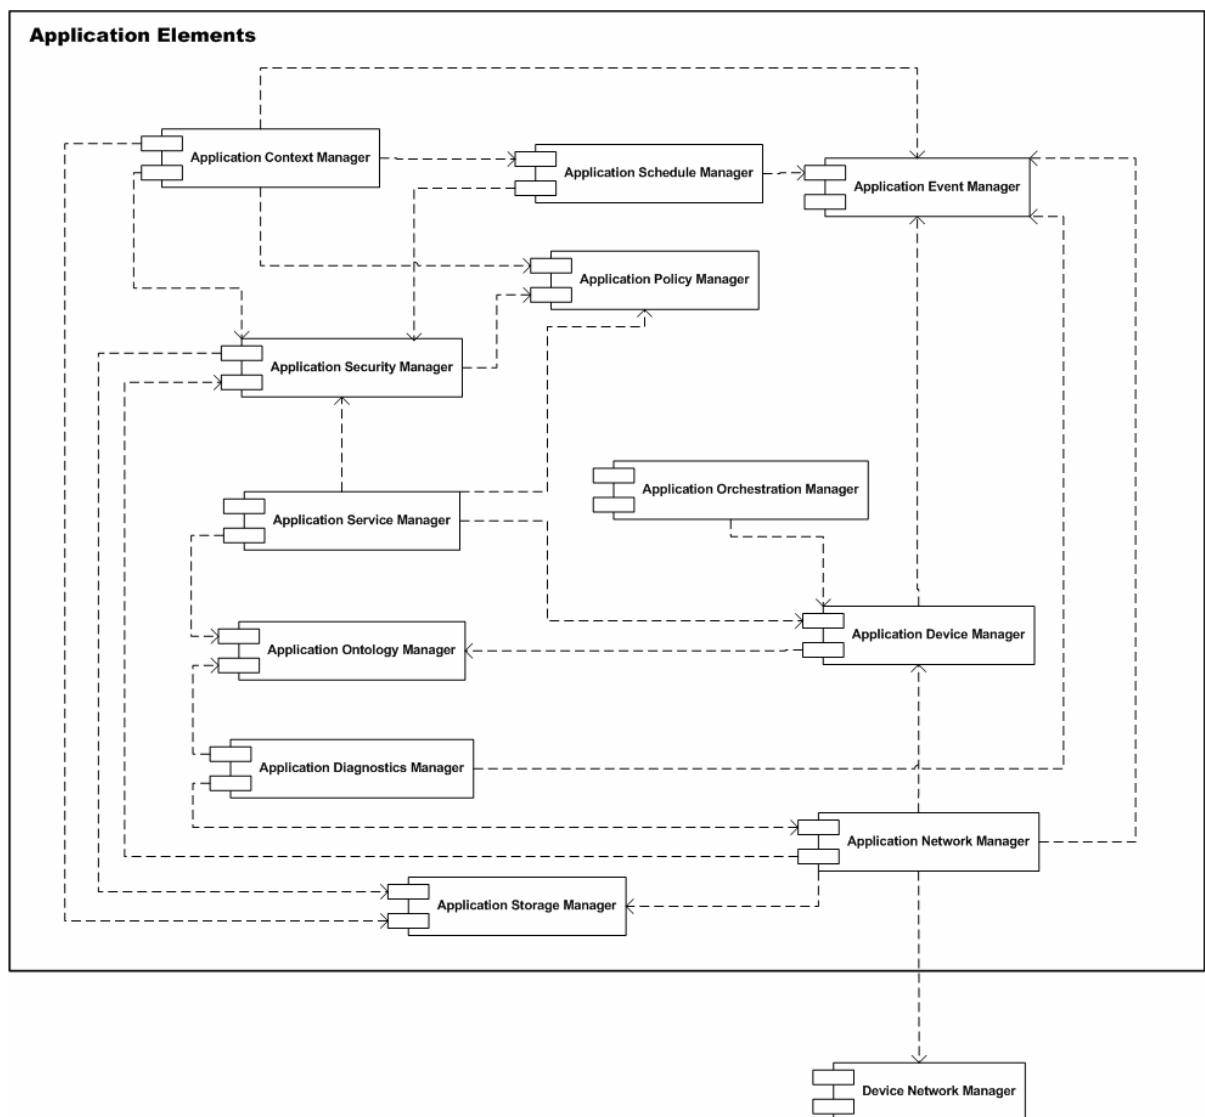 Application Elements
Application Context Manager
Application Schedule Manager
Application Event Manager
Application Policy Manager
Application Security Manager
Application Orchestration Manager
Application Service Manager
Application Device Manager
Application Ontology Manager
Application Diagnostics Manager
Application Network Manager
Application Storage Manager
Device Network Manager